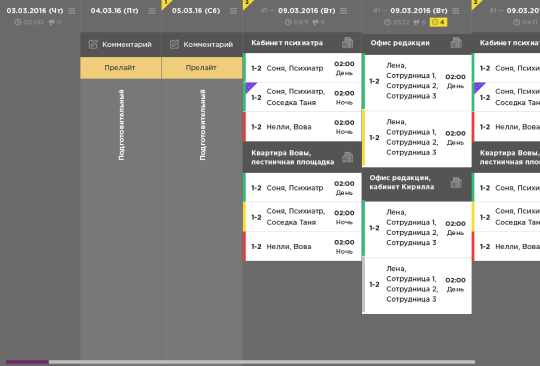 03.03.2016 (Чт)
00:00 0
04.03.16 (Пт)
Комментарий
Прелайт
Подготовительный
1
05.03.16 (Сб)
Комментарий
Прелайт
Подготовительный
#1 — 09.03.2016 (Вт)
04:11 5
Кабинет психиатра
1-2 Соня, Психиатр 02:00 День
1-2 Соня, Психиатр, Соседка Таня 02:00 Ночь
1-2 Нелли, Вова 02:00 Ночь
Квартира Вовы,
лестничная площадка
1-2 Соня, Психиатр 02:00 День
1-2 Соня, Психиатр, Соседка Таня 02:00 Ночь
1-2 Нелли, Вова 02:00 Ночь
#1 — 09.03.2016 (Вт)
05:12 6 4
Офис редакции
1-2 Лена, Сотрудница 1, Сотрудница 2, Сотрудница 3 02:00 День
1-2 Лена, Сотрудница 1, Сотрудница 2, Сотрудница 3 02:00 День
Офис редакции,
кабинет Кирилла
1-2 Лена, Сотрудница 1, Сотрудница 2, Сотрудница 3 02:00 День
1-2 Лена, Сотрудница 1, Сотрудница 2, Сотрудница 3 02:00 День
#1 — 09.03.2016
04:11
Кабинет психи
1-2 Соня, Психиатр
1-2 Соня, Психиатр, Соседка Таня
1-2 Нелли, Вова
Квартира Вовы,
лестничная пло
1-2 Соня, Психиатр
1-2 Соня, Психиатр, Соседка Таня
1-2 Нелли, Вова